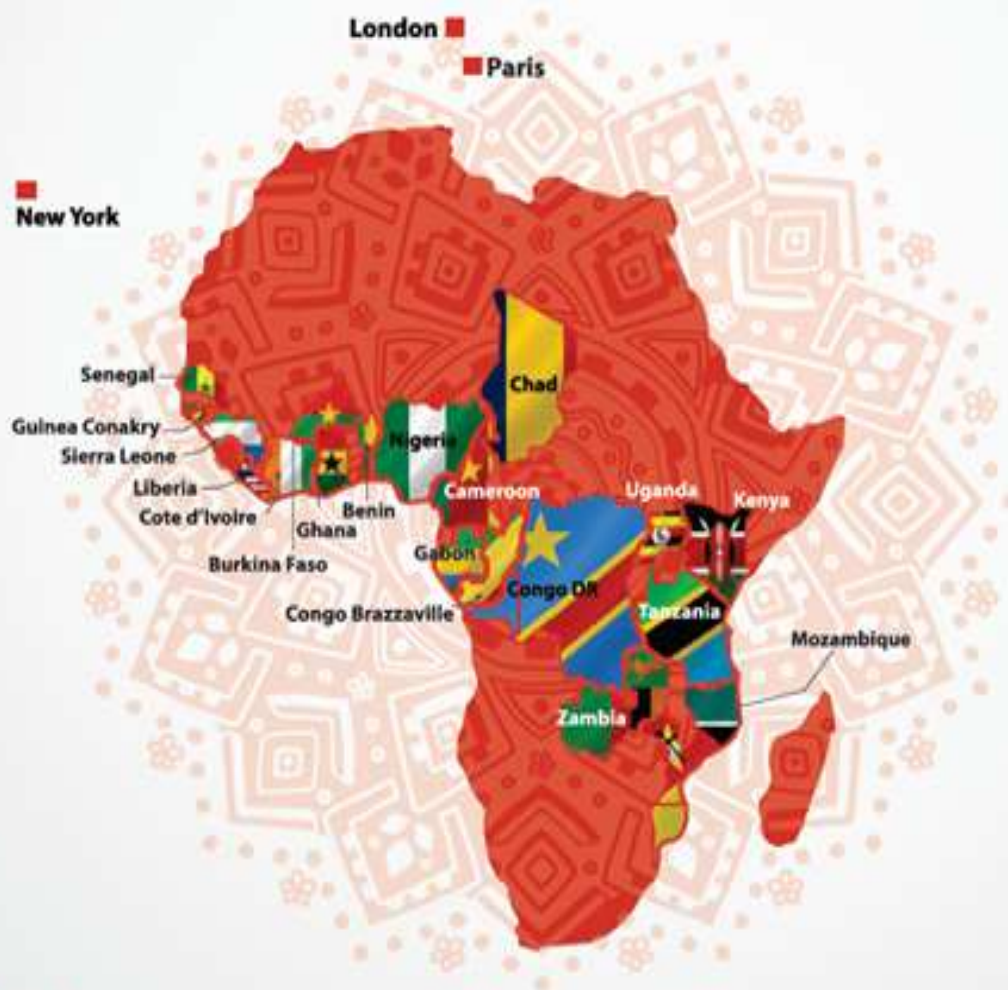 London
Paris
New York
Senegal
Guinea Conakry
Sierra Leone
Liberia
Cote d'Ivoire
Ghana
Benin
Burkina Faso
Nigeria
Chad
Cameroon
Gabon
Congo Brazzaville
Congo DR
Uganda
Kenya
Tanzania
Mozambique
Zambia